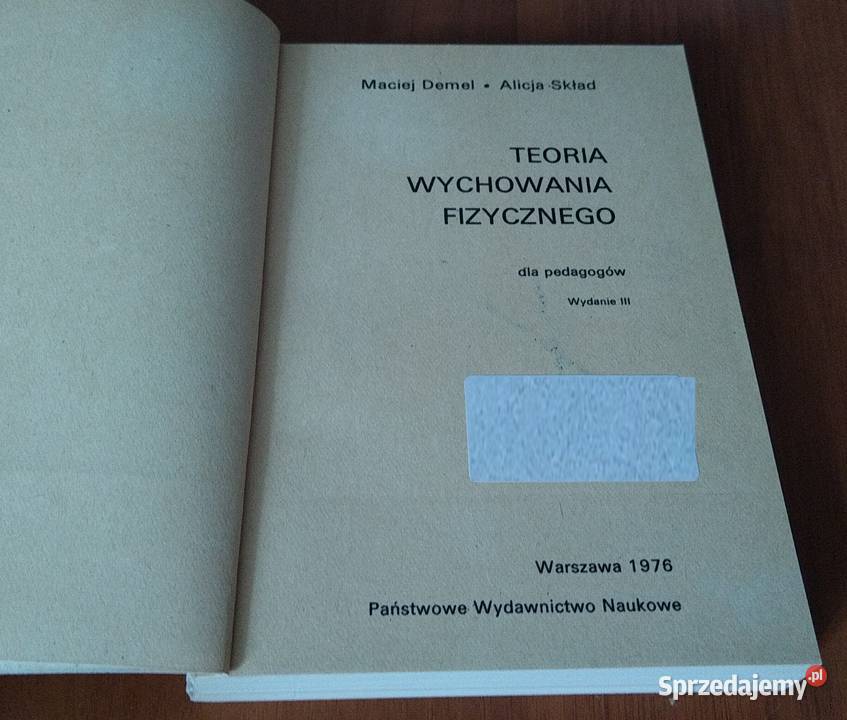 Maciej Demel • Alicja Skład
TEORIA
WYCHOWANIA
FIZYCZNEGO
dla pedagogów
Wydanie III
Warszawa 1976
Państwowe Wydawnictwo Naukowe
Sprzedajemy.pl